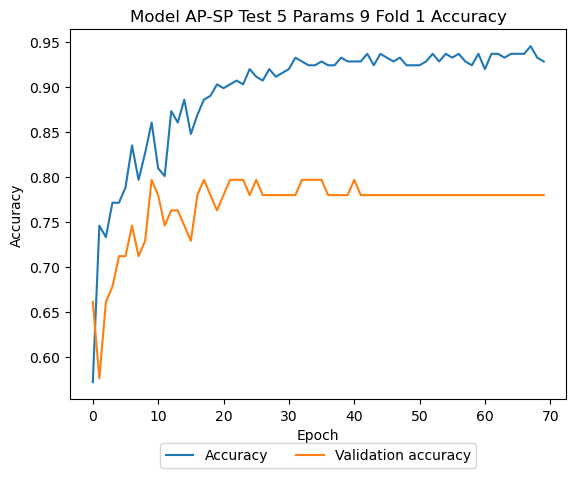 Model AP-SP Test 5 Params 9 Fold 1 Accuracy
0.95
0.90
0.85
0.80
0.75
0.70
0.65
0.60
Accuracy
0 10 20 30 40 50 60 70
Epoch
Accuracy Validation accuracy